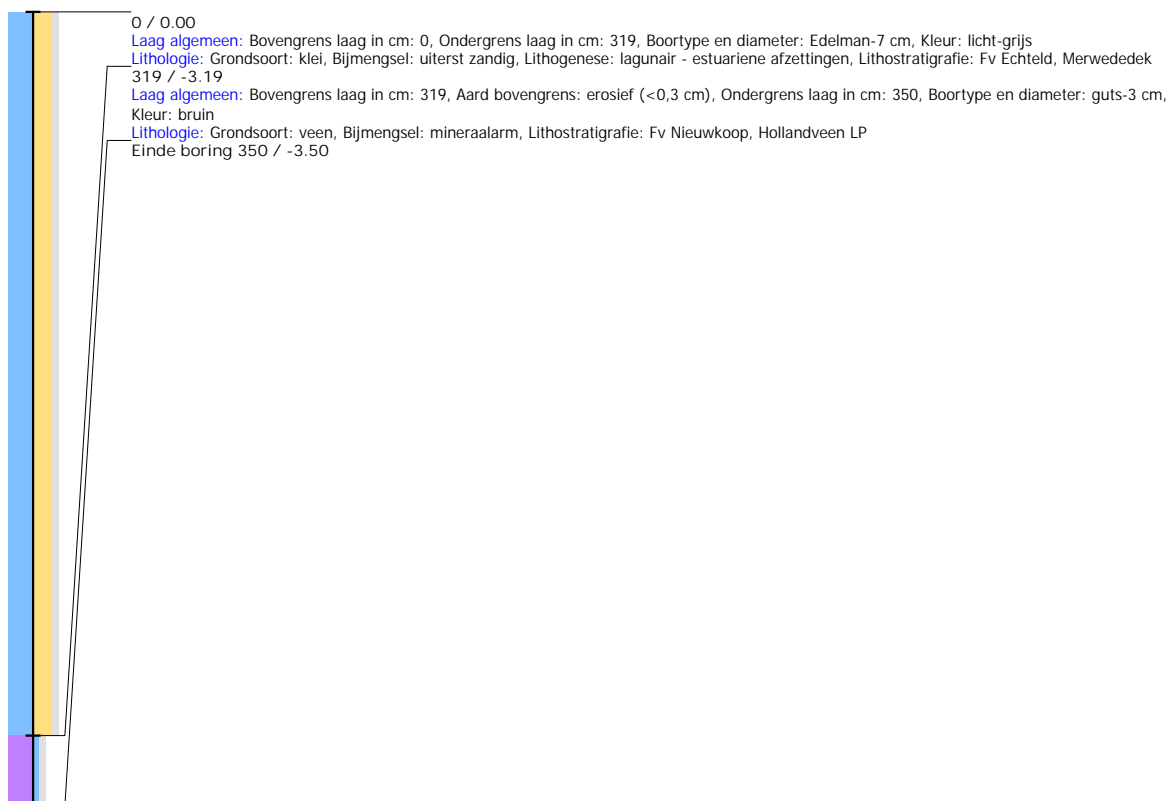 0 / 0.00
Laag algemeen: Bovengrens laag in cm: 0, Ondergrens laag in cm: 319, Boortype en diameter: Edelman-7 cm, Kleur: licht-grijs
Lithologie: Grondsoort: klei, Bijmengsel: uiterst zandig, Lithogenese: lagunair - estuariene afzettingen, Lithostratigrafie: Fv Echteld, Merwededek
319 / -3.19
Laag algemeen: Bovengrens laag in cm: 319, Aard bovengrens: erosief (<0,3 cm), Ondergrens laag in cm: 350, Boortype en diameter: guts-3 cm,
Kleur: bruin
Lithologie: Grondsoort: veen, Bijmengsel: mineraalarm, Lithostratigrafie: Fv Nieuwkoop, Hollandveen LP
Einde boring 350 / -3.50